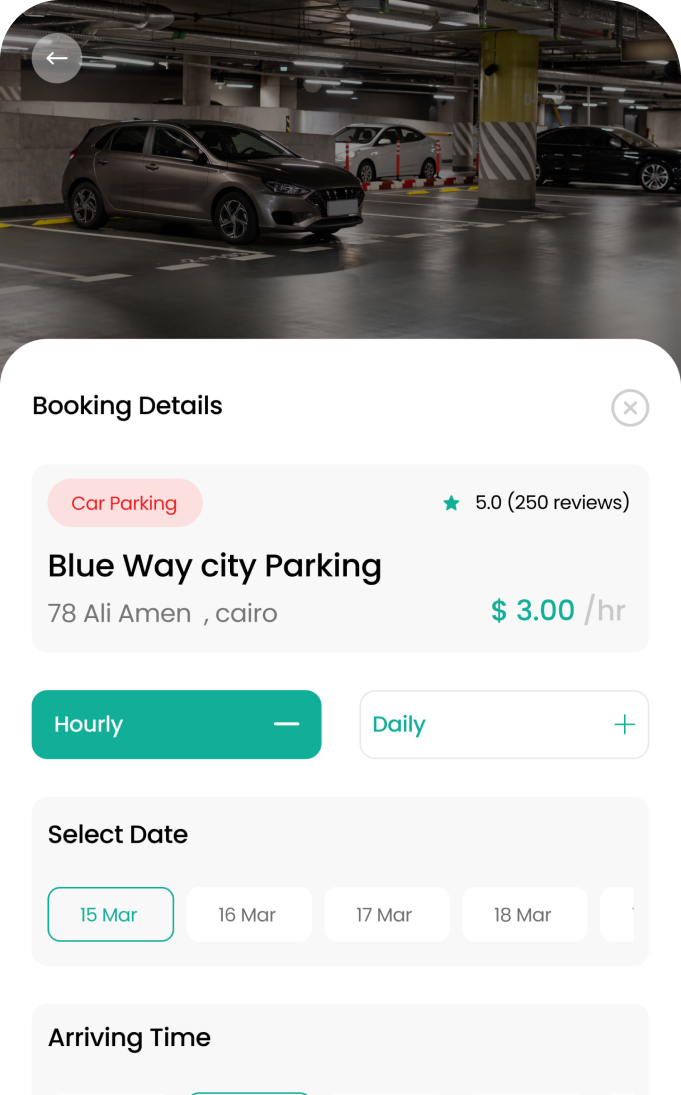 Booking Details
Car Parking
5.0 (250 reviews)
Blue Way city Parking
78 Ali Amen , cairo
$ 3.00 /hr
Hourly
Daily
Select Date
15 Mar
16 Mar
17 Mar
18 Mar
Arriving Time